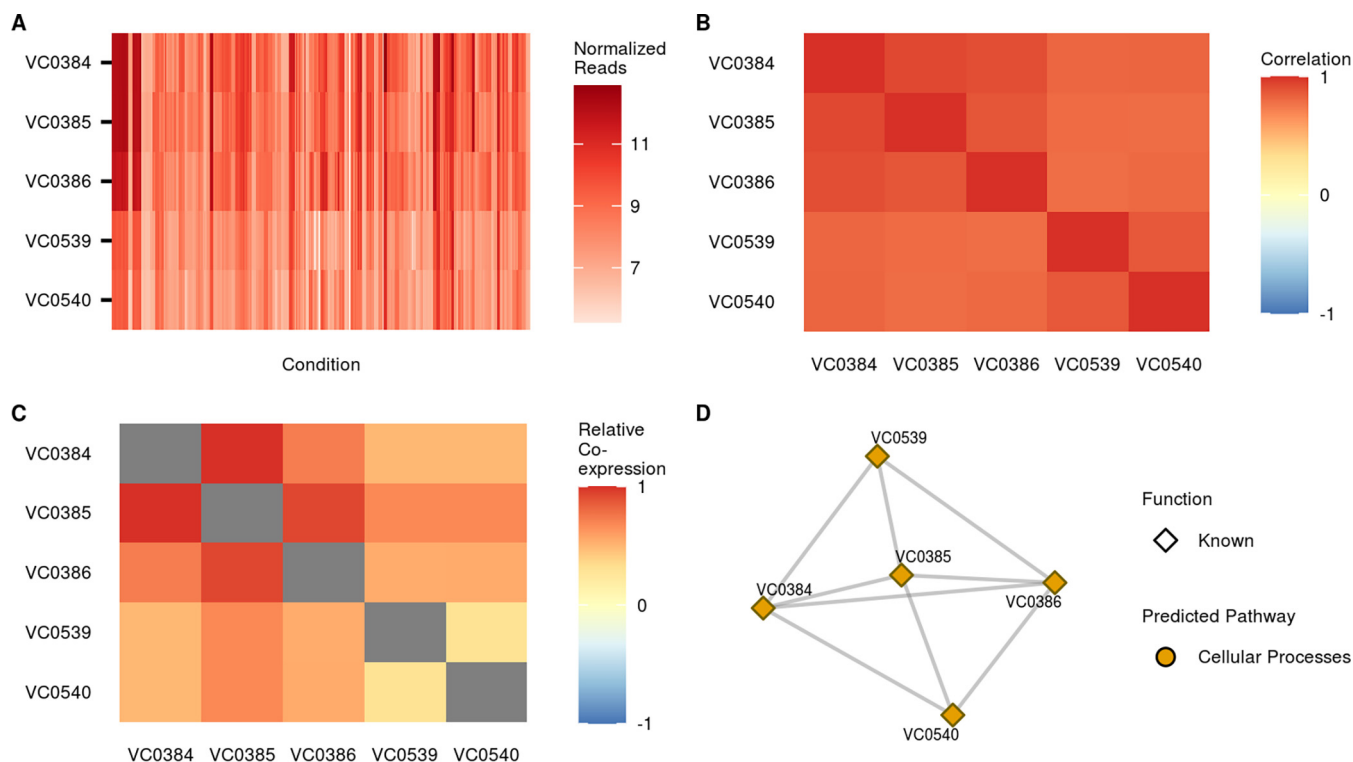 A
VC0384
VC0385
VC0386
VC0539
VC0540
Condition
Normalized
Reads
11
9
7
B
VC0384
VC0385
VC0386
VC0539
VC0540
VC0384 VC0385 VC0386 VC0539 VC0540
Correlation
1
0
-1
C
VC0384
VC0385
VC0386
VC0539
VC0540
VC0384 VC0385 VC0386 VC0539 VC0540
Relative
Co-
expression
1
0
-1
D
VC0539
VC0385
VC0384
VC0386
VC0540
Function
Known
Predicted Pathway
Cellular Processes